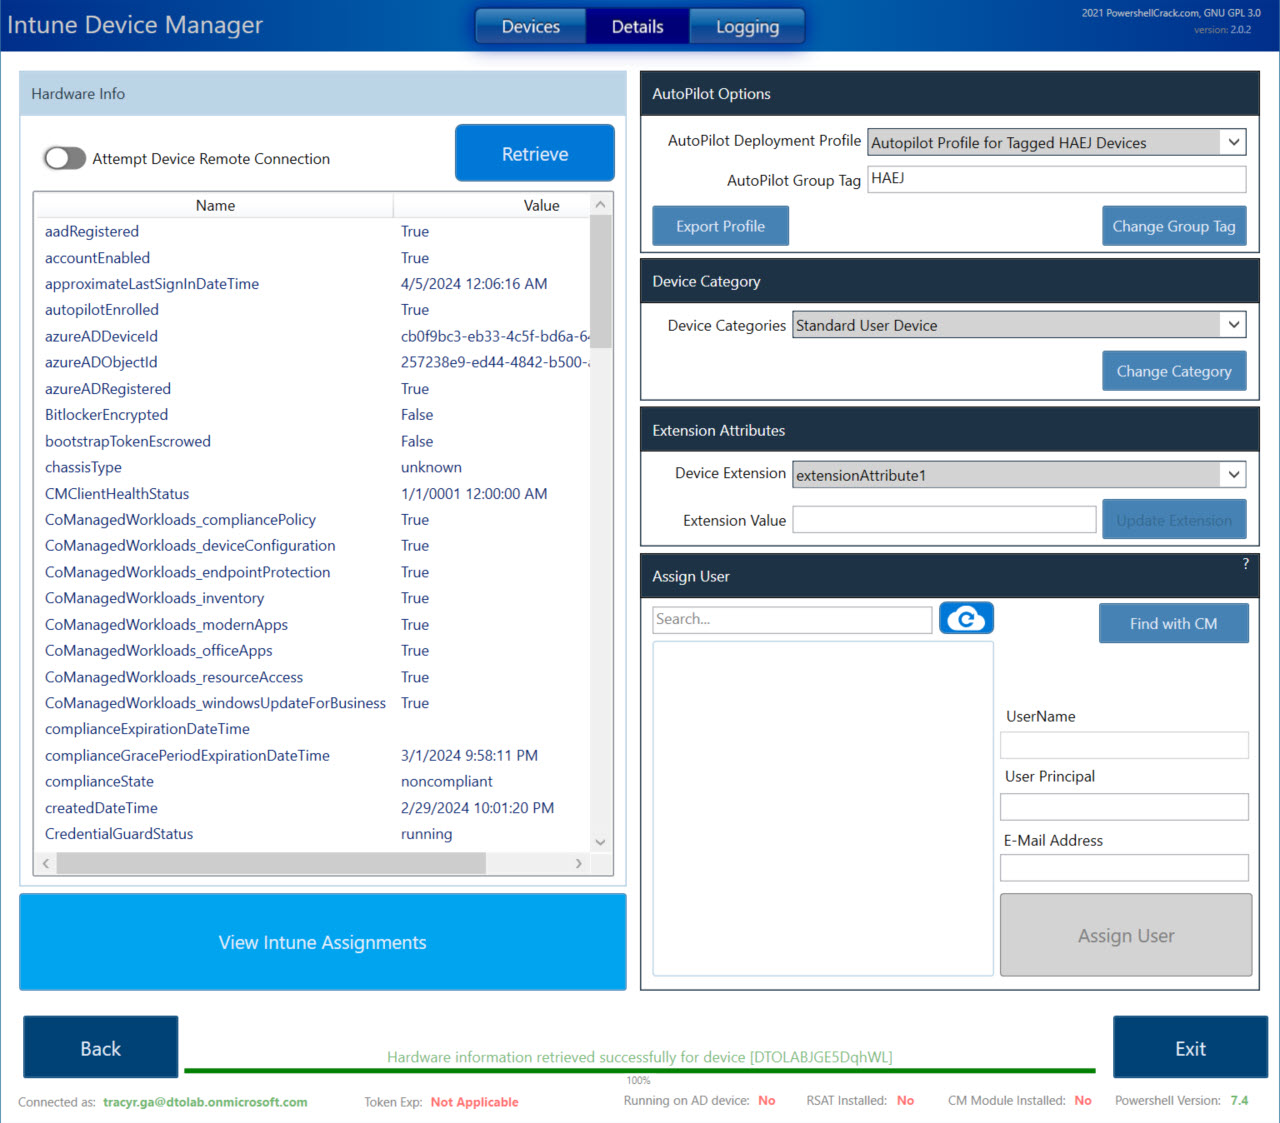 Intune Device Manager
Devices
Details
Logging
2021 PowershellCrack.com, GNU GPL 3.0
version: 2.0.2
Hardware Info
Attempt Device Remote Connection
Retrieve
Name Value
aadRegistered True
accountEnabled True
approximateLastSignInDateTime 4/5/2024 12:06:16 AM
autopilotEnrolled True
azureADDeviceId cb0f9bc3-eb33-4c5f-bd6a-64
azureADObjectId 257238e9-ed44-4842-b500-
azureADRegistered True
BitlockerEncrypted False
bootstrapTokenEscrowed False
chassisType unknown
CMClientHealthStatus 1/1/0001 12:00:00 AM
CoManagedWorkloads_compliancePolicy True
CoManagedWorkloads_deviceConfiguration True
CoManagedWorkloads_endpointProtection True
CoManagedWorkloads_inventory True
CoManagedWorkloads_modernApps True
CoManagedWorkloads_officeApps True
CoManagedWorkloads_resourceAccess True
CoManagedWorkloads_windowsUpdateForBusiness True
complianceExpirationDateTime
complianceGracePeriodExpirationDateTime 3/1/2024 9:58:11 PM
complianceState noncompliant
createdDateTime 2/29/2024 10:01:20 PM
CredentialGuardStatus running
View Intune Assignments
AutoPilot Options
AutoPilot Deployment Profile Autopilot Profile for Tagged HAEJ Devices
AutoPilot Group Tag HAEJ
Export Profile
Change Group Tag
Device Category
Device Categories Standard User Device
Change Category
Extension Attributes
Device Extension extensionAttribute1
Extension Value
Update Extension
Assign User
?
Search...
Find with CM
UserName
User Principal
E-Mail Address
Assign User
Back
Hardware information retrieved successfully for device [DTOLABJGE5DqhWL]
100%
Exit
Connected as: tracyr.ga@dtolab.onmicrosoft.com
Token Exp: Not Applicable
Running on AD device: No
RSAT Installed: No
CM Module Installed: No
Powershell Version: 7.4